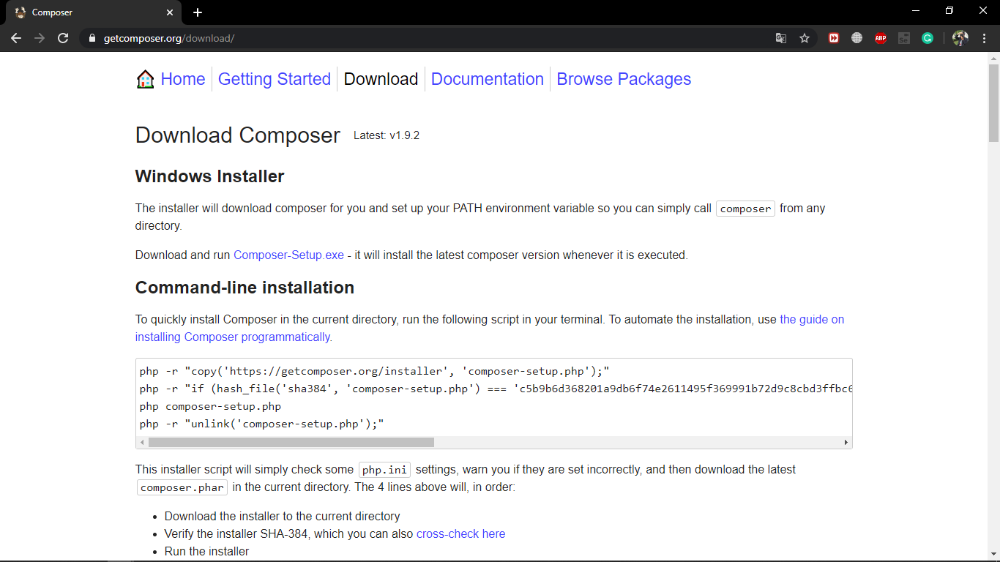 Composer
getcomposer.org/download/
ABP
Home
Getting Started
Download
Documentation
Browse Packages
Download Composer Latest: v1.9.2
Windows Installer
The installer will download composer for you and set up your PATH environment variable so you can simply call composer from any
directory.
Download and run Composer-Setup.exe - it will install the latest composer version whenever it is executed.
Command-line installation
To quickly install Composer in the current directory, run the following script in your terminal. To automate the installation, use the guide on
installing Composer programmatically.
php -r "copy('https://getcomposer.org/installer', 'composer-setup.php');"
php -r "if (hash_file('sha384', 'composer-setup.php') === 'c5b9b6d368201a9db6f74e2611495f369991b72d9c8cbd3ffbc6
php composer-setup.php
php -r "unlink('composer-setup.php');"
This installer script will simply check some php.ini settings, warn you if they are set incorrectly, and then download the latest
composer.phar in the current directory. The 4 lines above will, in order:
• Download the installer to the current directory
• Verify the installer SHA-384, which you can also cross-check here
• Run the installer